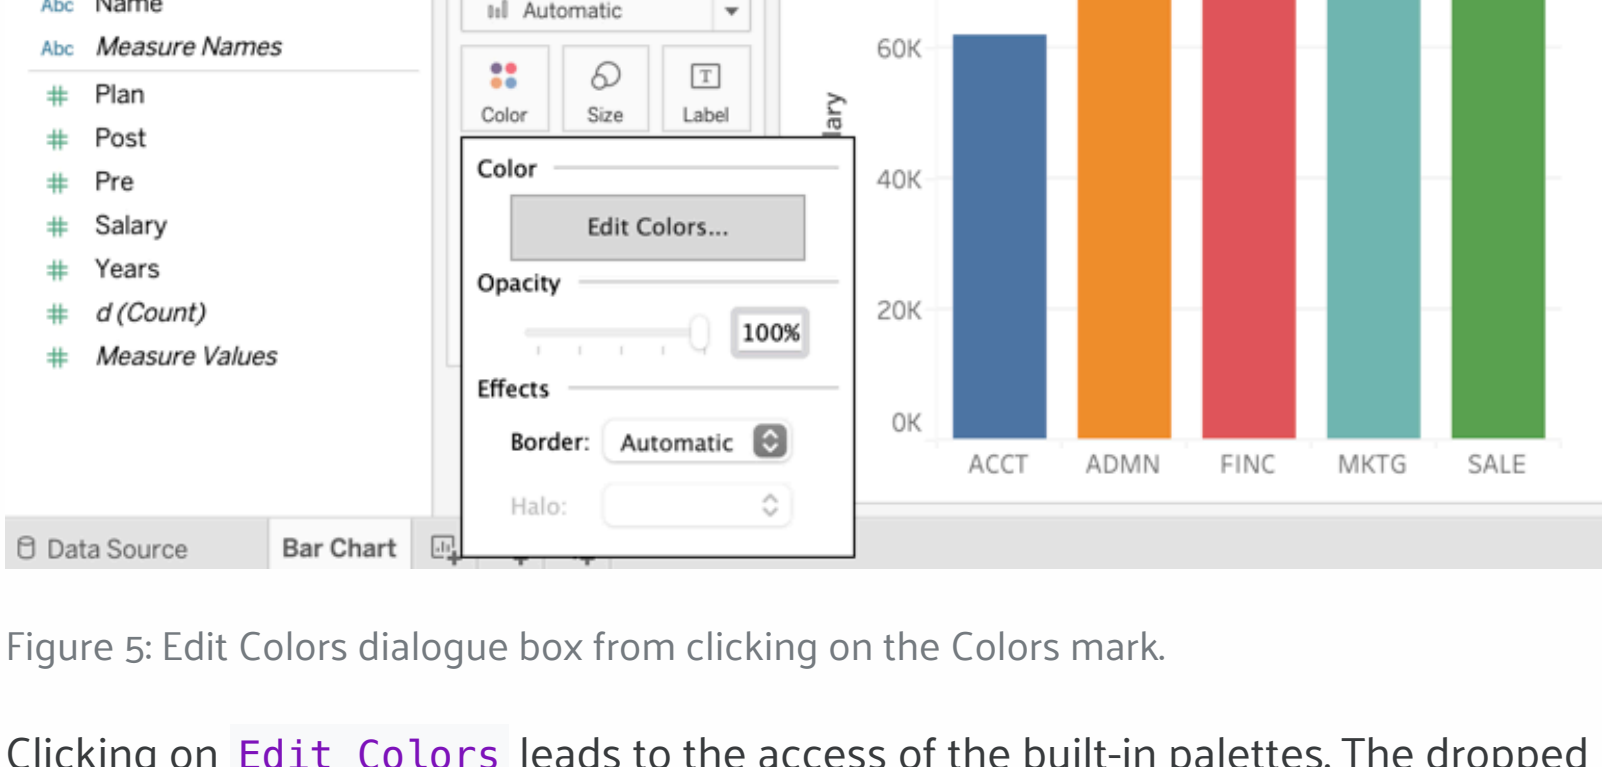 Abc Name
Automatic
Abc Measure Names
Plan
Post
Pre
Salary
Years
d (Count)
Measure Values
Color
Size
Label
Color
Edit Colors...
Opacity
100%
Effects
Border: Automatic
Halo:
60K
40K
20K
0K
ACCT ADMN FINC MKTG SALE
Data Source
Bar Chart
Figure 5: Edit Colors dialogue box from clicking on the Colors mark.
Clicking on Edit Colors leads to the access of the built-in palettes. The dropped